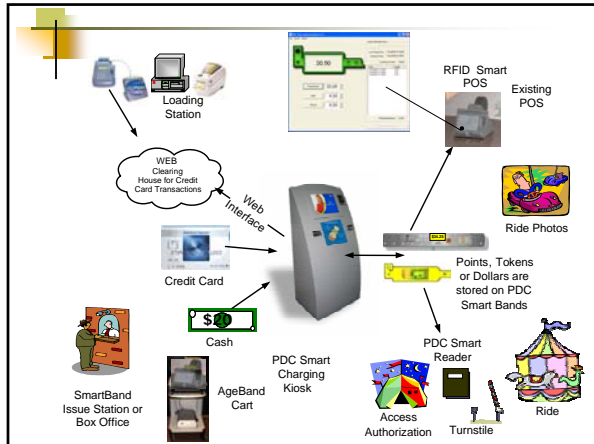 20.50
RFID Smart
POS
Existing
POS
Loading
Station
WEB
Clearing
House for Credit
Card Transactions
Web
Interface
Ride Photos
Credit Card
Points, Tokens
or Dollars are
stored on PDC
Smart Bands
$20
Cash
PDC Smart
Charging
Kiosk
AgeBand
Cart
SmartBand
Issue Station or
Box Office
PDC Smart
Reader
Access
Authorization
Turnstile
Ride